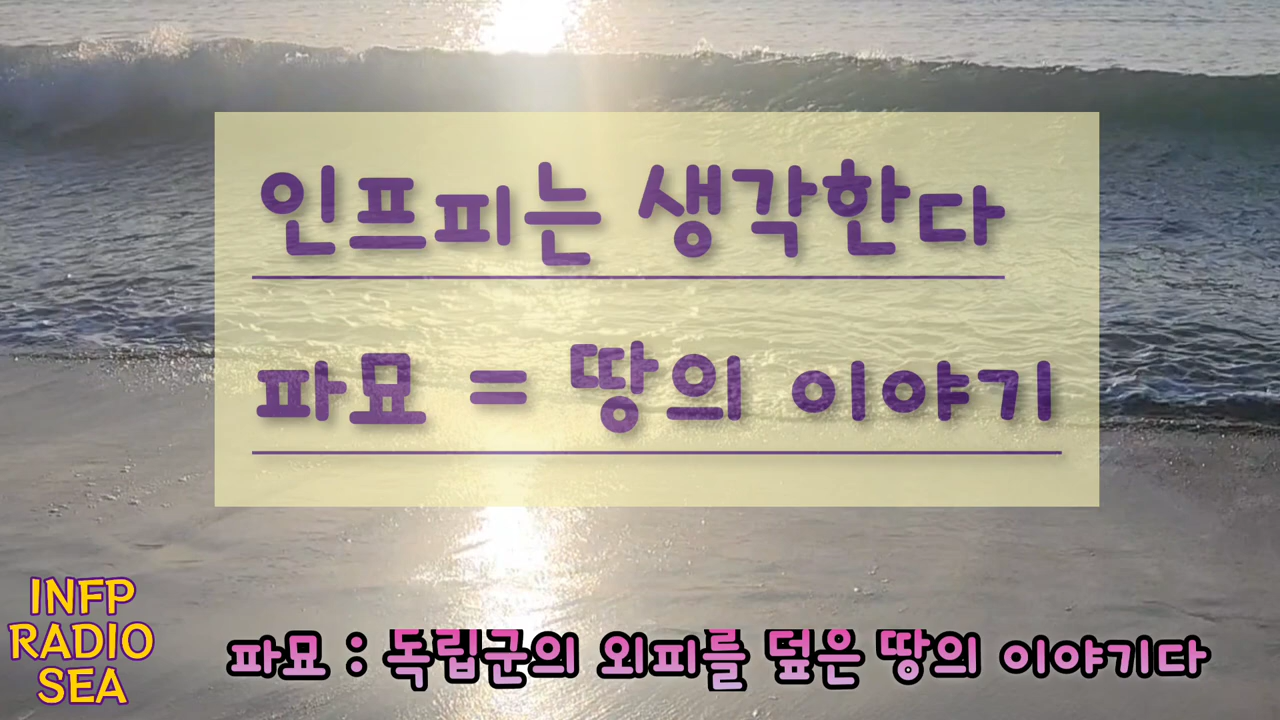 인프피는 생각한다
파묘 = 땅의 이야기
INFP
RADIO
SEA
파묘 : 독립군의 외피를 덮은 땅의 이야기다